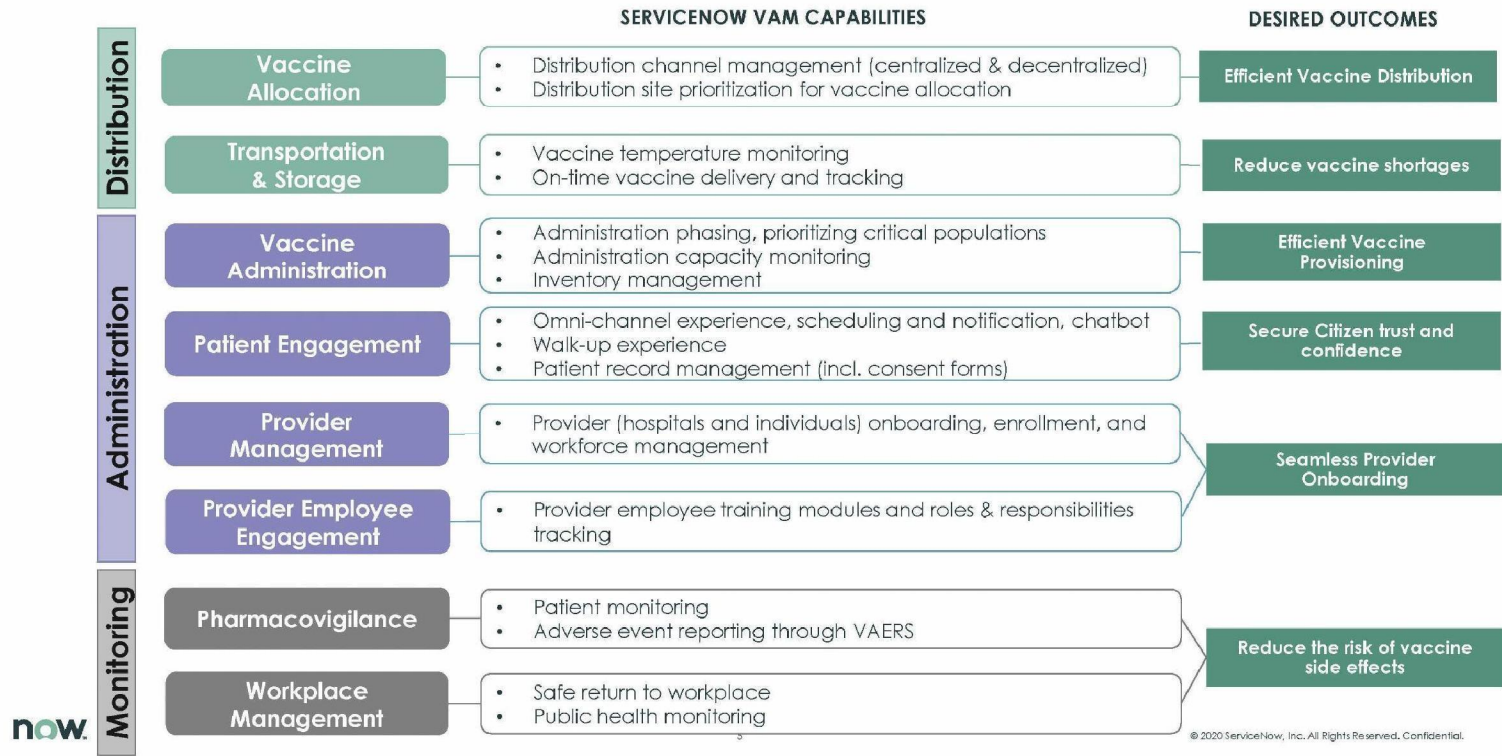 SERVICENOW VAM CAPABILITIES
DESIRED OUTCOMES
Distribution
Vaccine
Allocation
• Distribution channel management (centralized & decentralized)
• Distribution site prioritization for vaccine allocation
Efficient Vaccine Distribution
Transportation
& Storage
• Vaccine temperature monitoring
• On-time vaccine delivery and tracking
Reduce vaccine shortages
Administration
Vaccine
Administration
• Administration phasing, prioritizing critical populations
• Administration capacity monitoring
• Inventory management
Efficient Vaccine
Provisioning
Patient Engagement
• Omni-channel experience, scheduling and notification, chatbot
• Walk-up experience
• Patient record management (incl. consent forms)
Secure Citizen trust and
confidence
Provider
Management
• Provider (hospitals and individuals) onboarding, enrollment, and
workforce management
Provider Employee
Engagement
• Provider employee training modules and roles & responsibilities
tracking
Seamless Provider
Onboarding
Monitoring
Pharmacovigilance
• Patient monitoring
• Adverse event reporting through VAERS
Workplace
Management
• Safe return to workplace
• Public health monitoring
Reduce the risk of vaccine
side effects
now.
© 2020 ServiceNow, Inc. All Rights Reserved. Confidential.